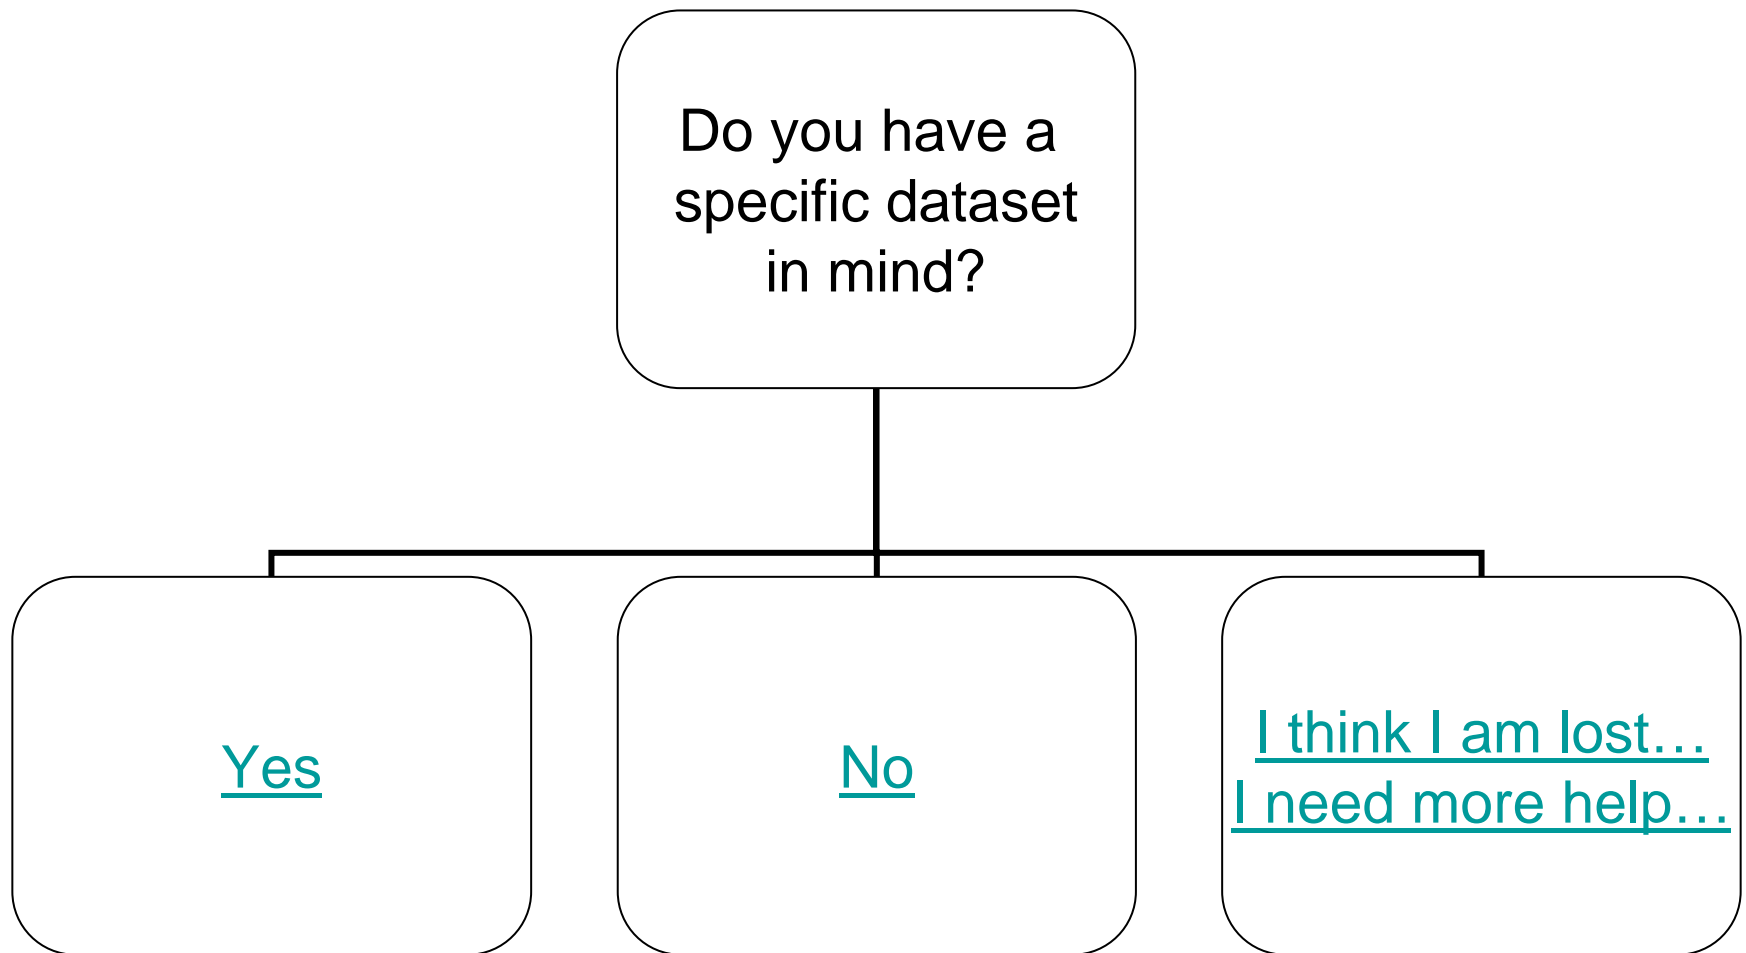 Do you have a
specific dataset
in mind?
Yes
No
I think I am lost…
I need more help…